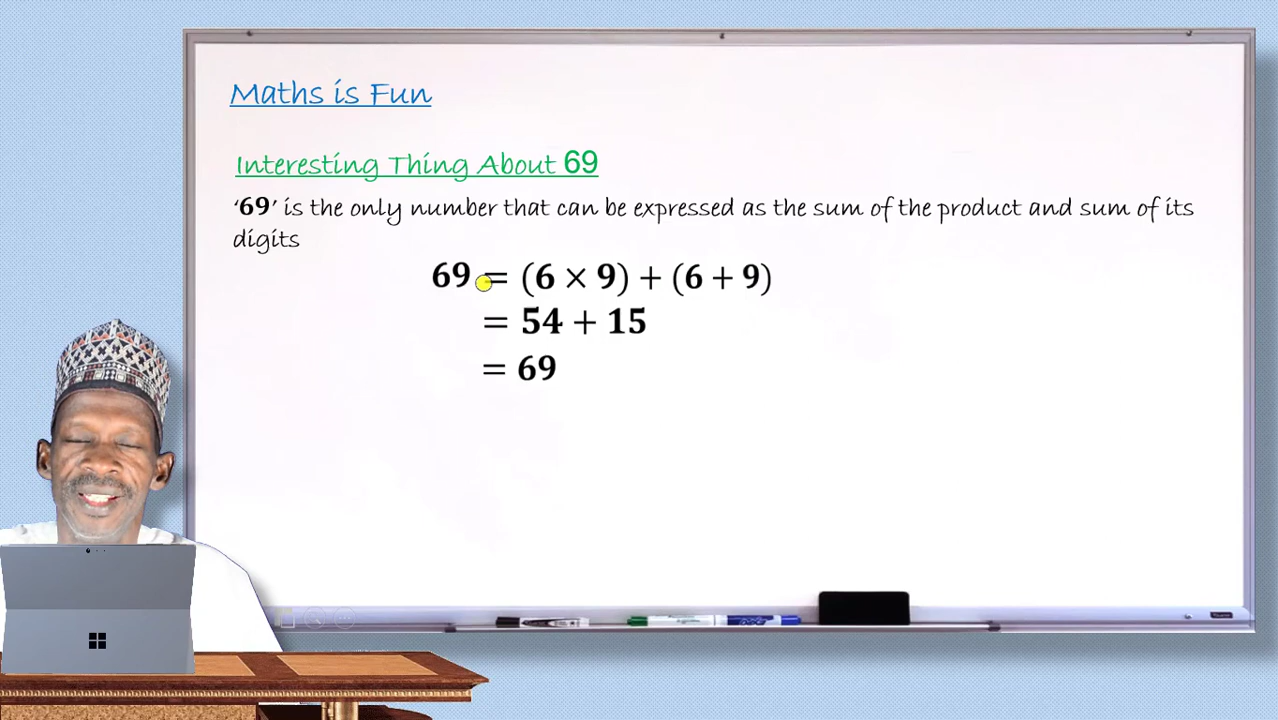 Maths is Fun
Interesting Thing About 69
‘69’ is the only number that can be expressed as the sum of the product and sum of its
digits
69 = (6 × 9) + (6 + 9)
= 54 + 15
= 69